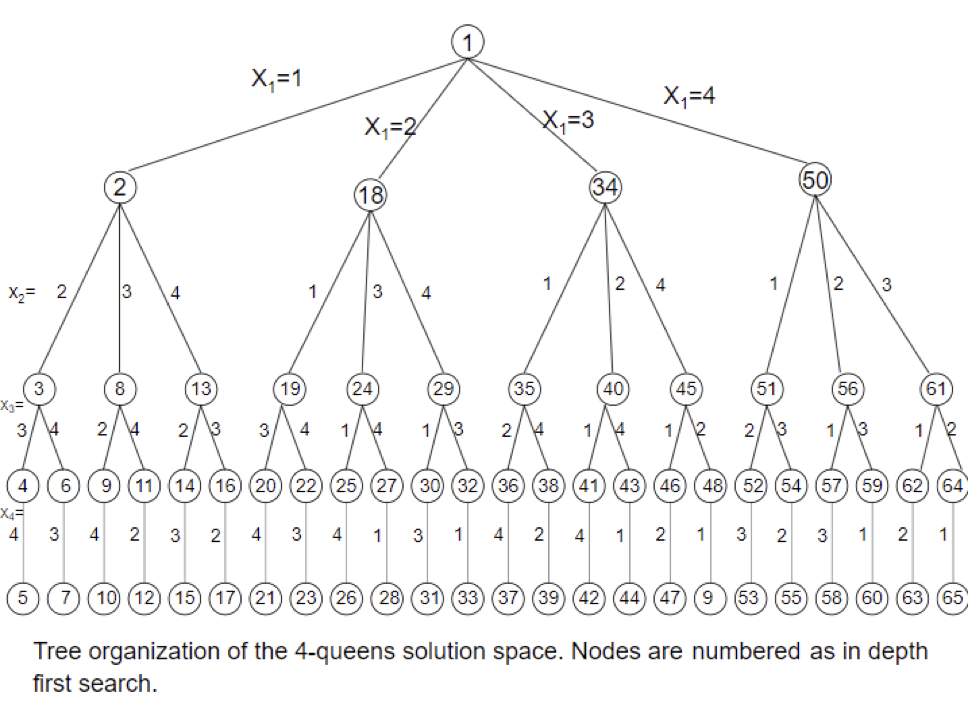 1
X1=1 X1=2 X1=3 X1=4
2 18 34 50
X2= 2 3 4 1 3 4 1 2 4 1 2 3
3 8 13 19 24 29 35 40 45 51 56 61
X3=
3 4 2 4 2 3 3 4 1 4 1 3 2 4 1 4 1 2 2 3 1 3 1 2
4 6 9 11 14 16 20 22 25 27 30 32 36 38 41 43 46 48 52 54 57 59 62 64
X4=
4 3 4 2 3 2 4 3 4 1 3 1 4 2 4 1 2 1 3 2 3 1 2 1
5 7 10 12 15 17 21 23 26 28 31 33 37 39 42 44 47 9 53 55 58 60 63 65
Tree organization of the 4-queens solution space. Nodes are numbered as in depth
first search.